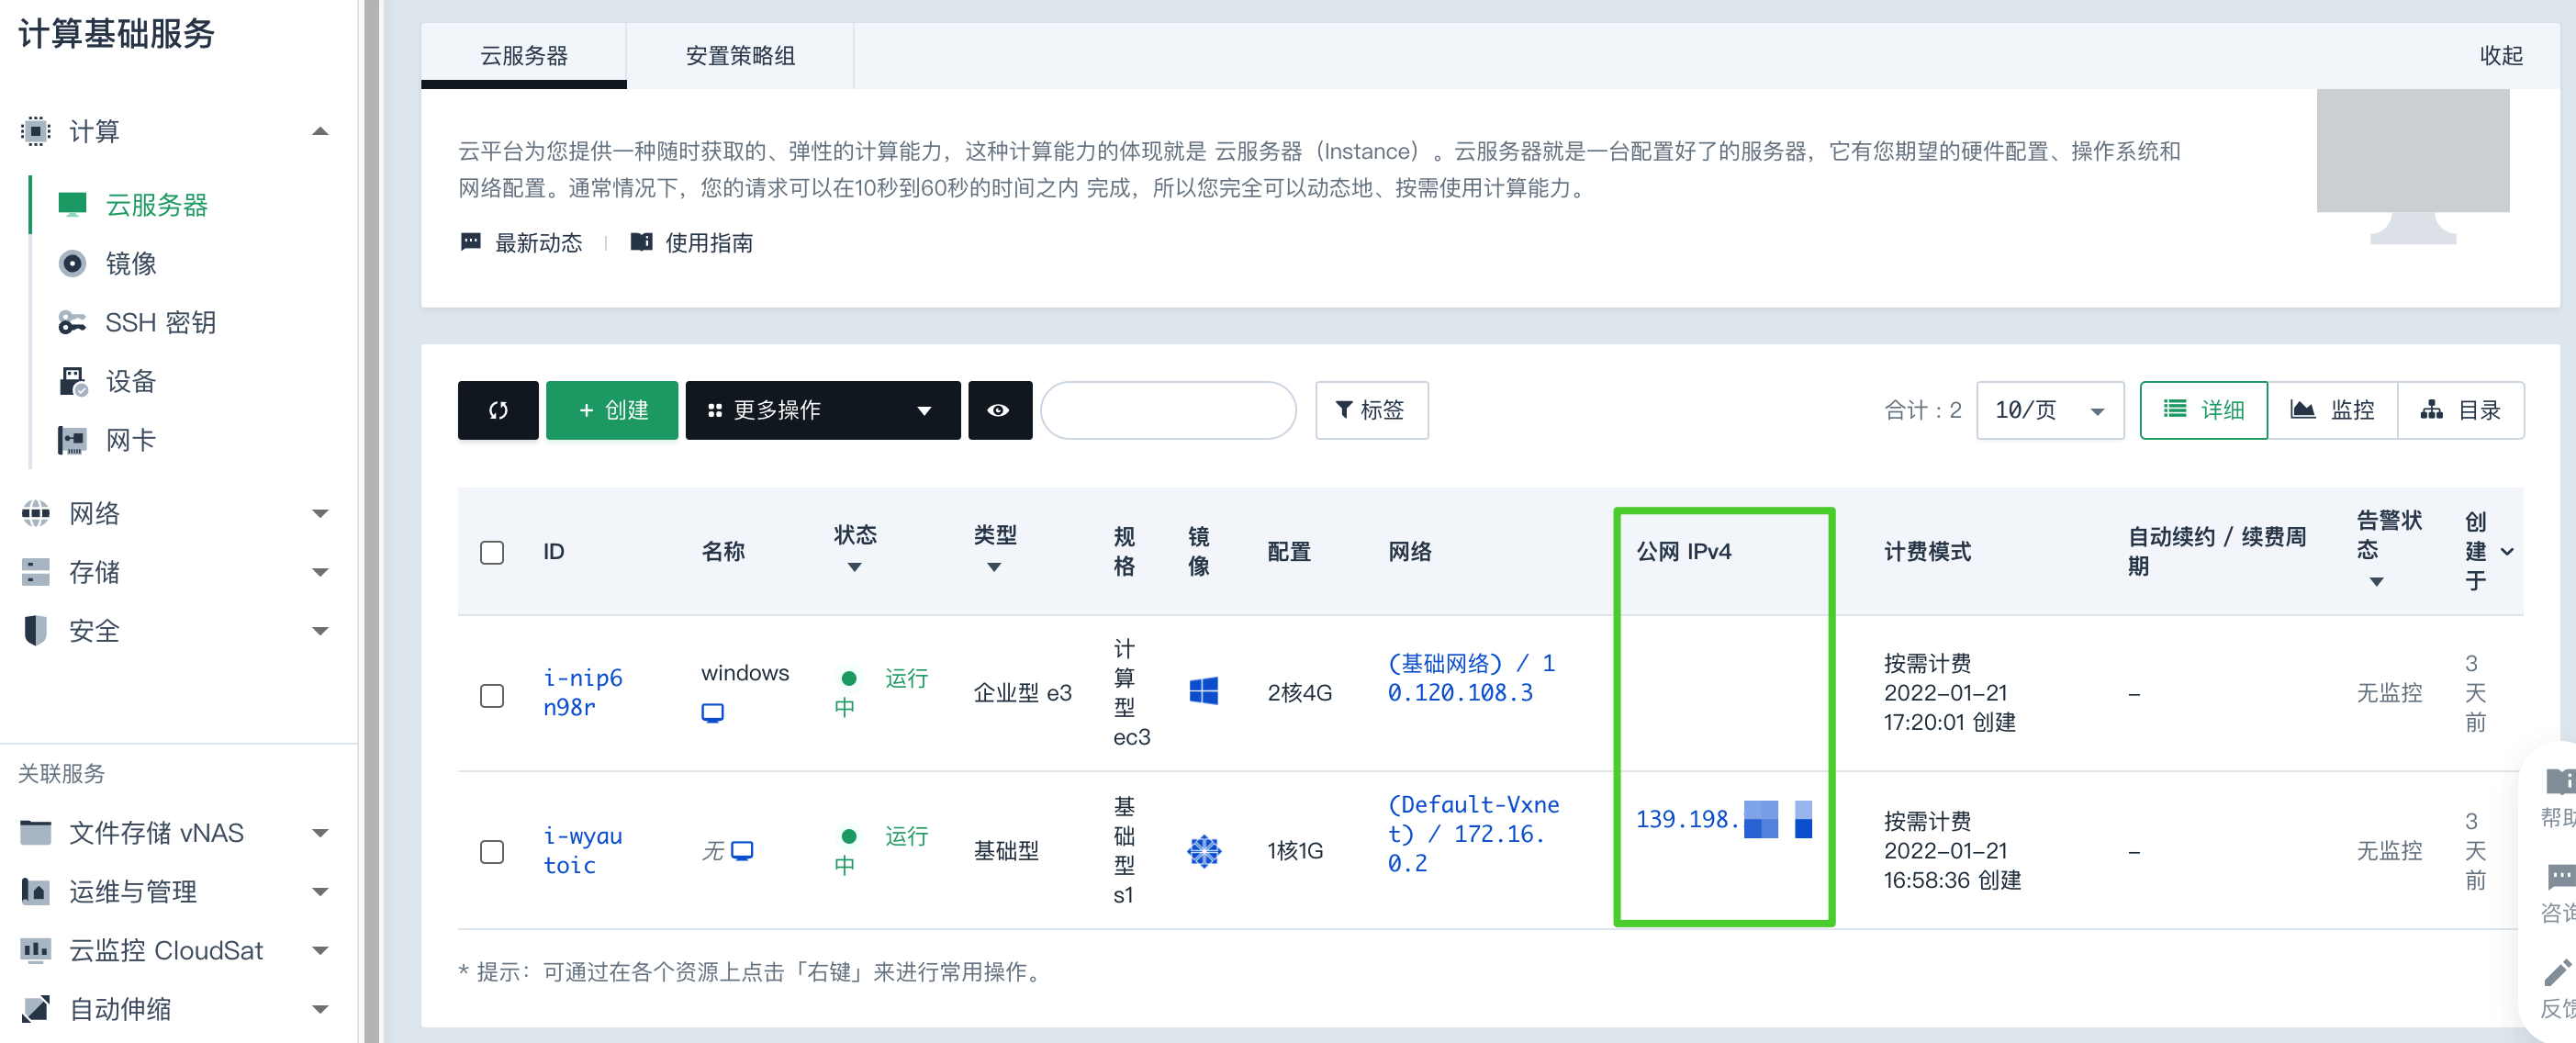 计算基础服务
计算
云服务器
镜像
SSH 密钥
设备
网卡
网络
存储
安全
关联服务
文件存储 vNAS
运维与管理
云监控 CloudSat
自动伸缩
云服务器
安置策略组
收起
云平台为您提供一种随时获取的、弹性的计算能力，这种计算能力的体现就是 云服务器（Instance）。云服务器就是一台配置好了的服务器，它有您期望的硬件配置、操作系统和
网络配置。通常情况下，您的请求可以在10秒到60秒的时间之内 完成，所以您完全可以动态地、按需使用计算能力。
最新动态
使用指南
+ 创建
更多操作
标签
合计：2
10/页
详细
监控
目录
ID
名称
状态
类型
规
格
镜
像
配置
网络
公网 IPv4
计费模式
自动续约 / 续费周
期
告警状
态
创
建
于
i-nip6
n98r
windows
运行
中
企业型 e3
计
算
型
ec3
2核4G
(基础网络) / 1
0.120.108.3
按需计费
2022-01-21
17:20:01 创建
–
无监控
3
天
前
i-wyau
toic
无
运行
中
基础型
基
础
型
s1
1核1G
(Default-Vxne
t) / 172.16.
0.2
139.198.
按需计费
2022-01-21
16:58:36 创建
–
无监控
3
天
前
* 提示：可通过在各个资源上点击「右键」来进行常用操作。
帮助
咨询
反馈